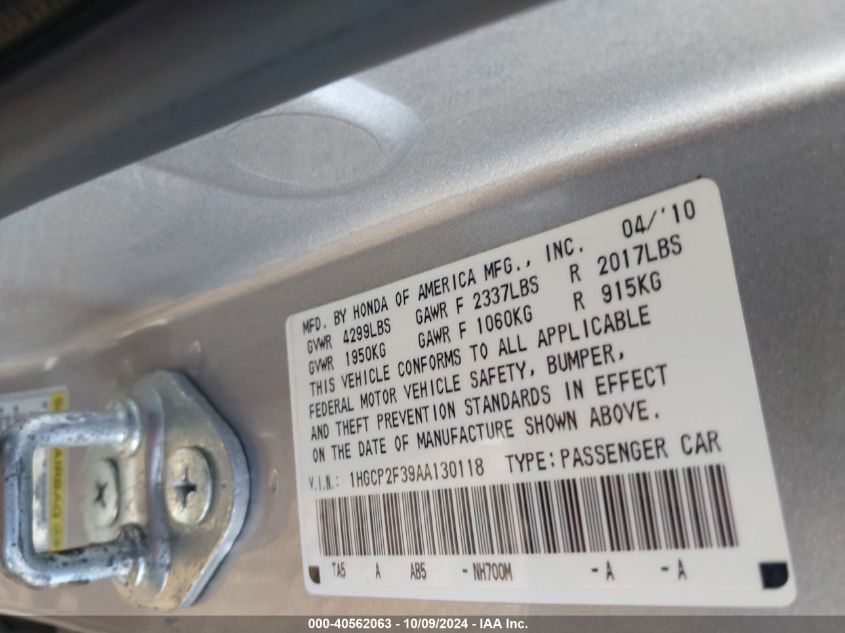 MFD. BY HONDA OF AMERICA MFG., INC. 04/'10
GVWR 4299LBS GAWR F 2337LBS R 2017LBS
GVWR 1950KG GAWR F 1060KG R 915KG
THIS VEHICLE CONFORMS TO ALL APPLICABLE
FEDERAL MOTOR VEHICLE SAFETY, BUMPER,
AND THEFT PREVENTION STANDARDS IN EFFECT
ON THE DATE OF MANUFACTURE SHOWN ABOVE.
V.I.N.: 1HGCP2F39AA130118 TYPE:PASSENGER CAR
TA5 A AB5 - NH700M - A - A
AIRBAG
000-40562063 - 10/09/2024 - IAA Inc.